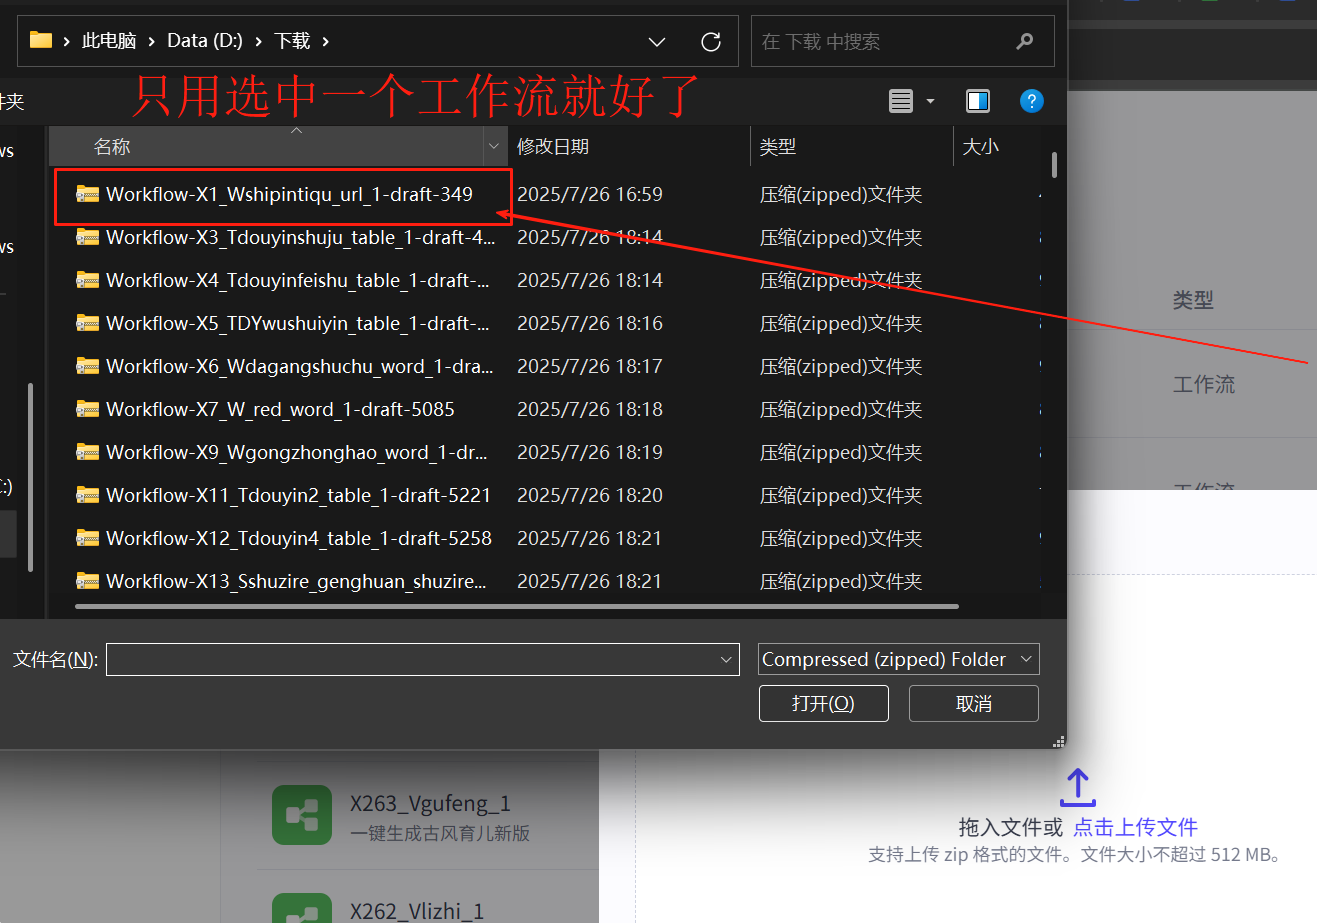 此电脑 › Data (D:) › 下载 ›
在 下载 中搜索
件夹
只用选中一个工作流就好了
名称 修改日期 类型 大小
Workflow-X1_Wshipintiqu_url_1-draft-349 2025/7/26 16:59 压缩(zipped)文件夹
Workflow-X3_Tdouyinshuju_table_1-draft-4... 2025/7/26 18:14 压缩(zipped)文件夹
Workflow-X4_Tdouyinfeishu_table_1-draft-... 2025/7/26 18:14 压缩(zipped)文件夹
Workflow-X5_TDYwushuiyin_table_1-draft-... 2025/7/26 18:16 压缩(zipped)文件夹
Workflow-X6_Wdagangshuchu_word_1-dra... 2025/7/26 18:17 压缩(zipped)文件夹
Workflow-X7_W_red_word_1-draft-5085 2025/7/26 18:18 压缩(zipped)文件夹
Workflow-X9_Wgongzhonghao_word_1-dr... 2025/7/26 18:19 压缩(zipped)文件夹
Workflow-X11_Tdouyin2_table_1-draft-5221 2025/7/26 18:20 压缩(zipped)文件夹
Workflow-X12_Tdouyin4_table_1-draft-5258 2025/7/26 18:21 压缩(zipped)文件夹
Workflow-X13_Sshuzire_genghuan_shuzire... 2025/7/26 18:21 压缩(zipped)文件夹
ws
ws
:)
类型
工作流
工作流
文件名(N):
Compressed (zipped) Folder
打开(O) 取消
X263_Vgufeng_1
一键生成古风育儿新版
X262_Vlizhi_1
拖入文件或 点击上传文件
支持上传 zip 格式的文件。文件大小不超过 512 MB。